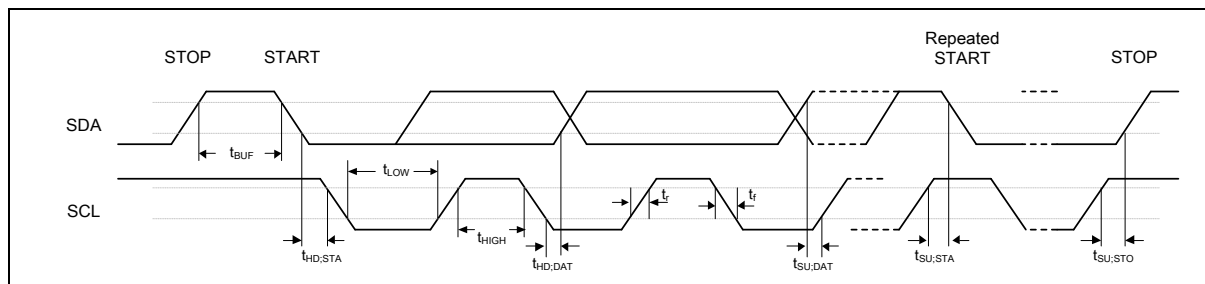 STOP
START
Repeated
START
STOP
SDA
tBUF
tLOW
SCL
tHIGH
tr
tf
tHD;STA
tHD;DAT
tSU;DAT
tSU;STA
tSU;STO